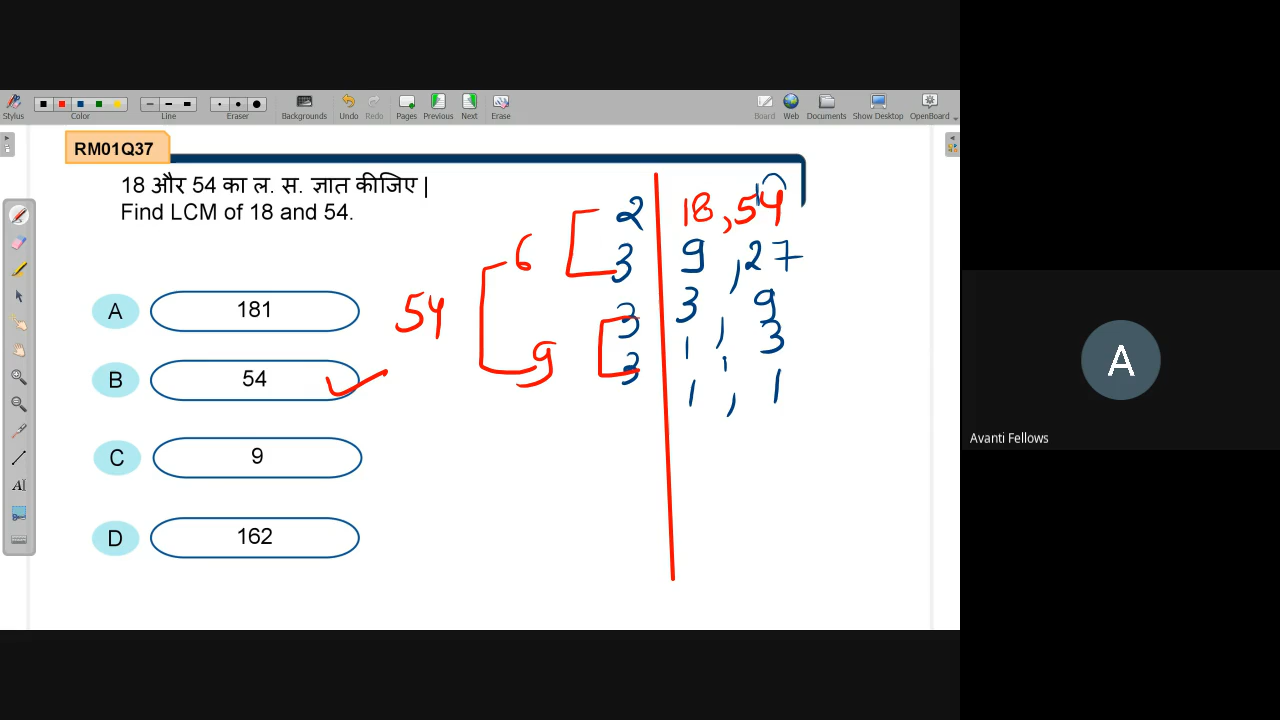 Stylus
Color
Line
Eraser
Backgrounds
Undo
Redo
Pages
Previous
Next
Erase
Board
Web
Documents
Show Desktop
OpenBoard
RM01Q37
18 और 54 का ल. स. ज्ञात कीजिए |
Find LCM of 18 and 54.
A 181
B 54
C 9
D 162
2 18, 54
3 9, 27
3 3, 9
3 1, 3
1, 1
6
54
9
A
Avanti Fellows